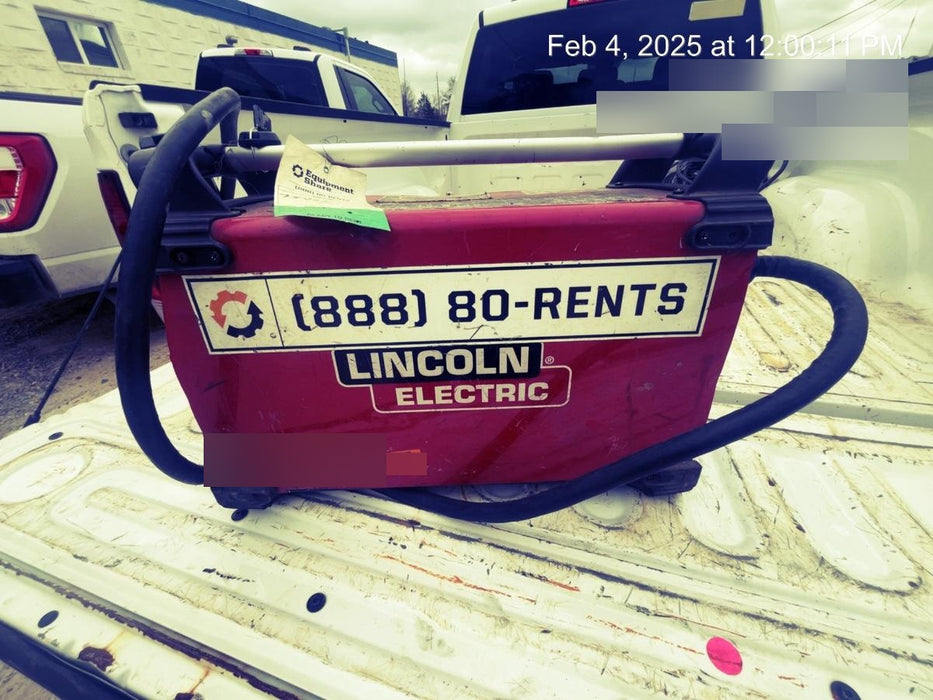 Feb 4, 2025 at 12:00:11 PM
Equipment
Share
(888) 80-RENTS
LINCOLN®
ELECTRIC